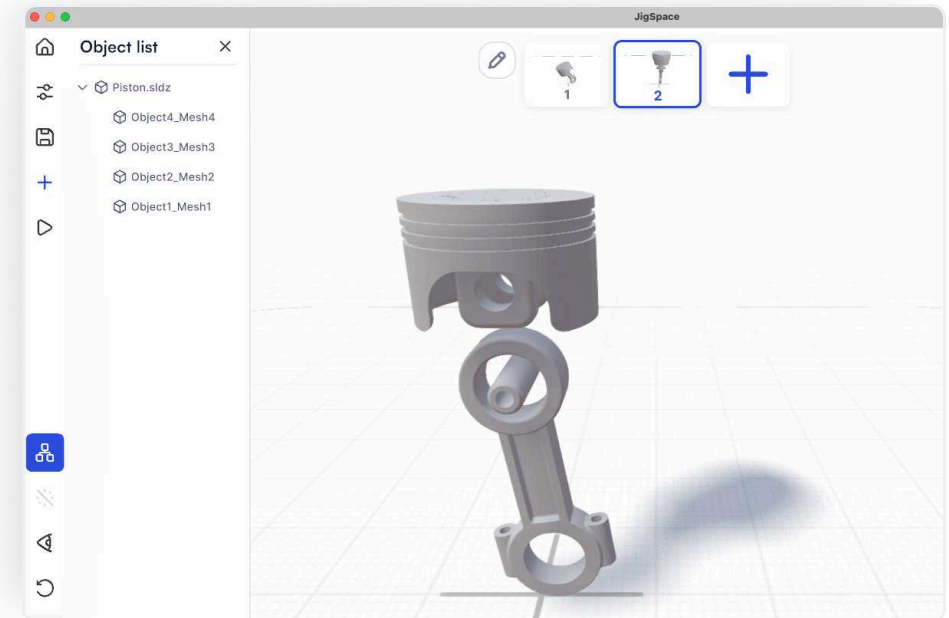 JigSpace
Object list
Piston.sldz
Object4_Mesh4
Object3_Mesh3
Object2_Mesh2
Object1_Mesh1
1
2